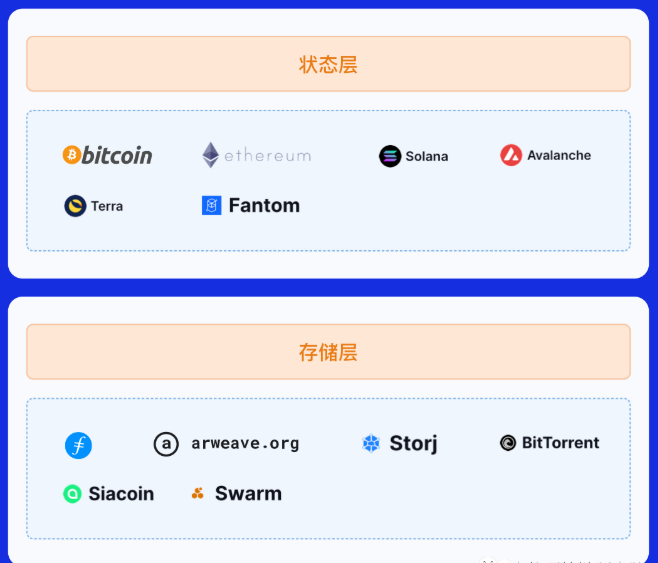 状态层
bitcoin ethereum Solana Avalanche
Terra Fantom
存储层
arweave.org Storj BitTorrent
Siacoin Swarm